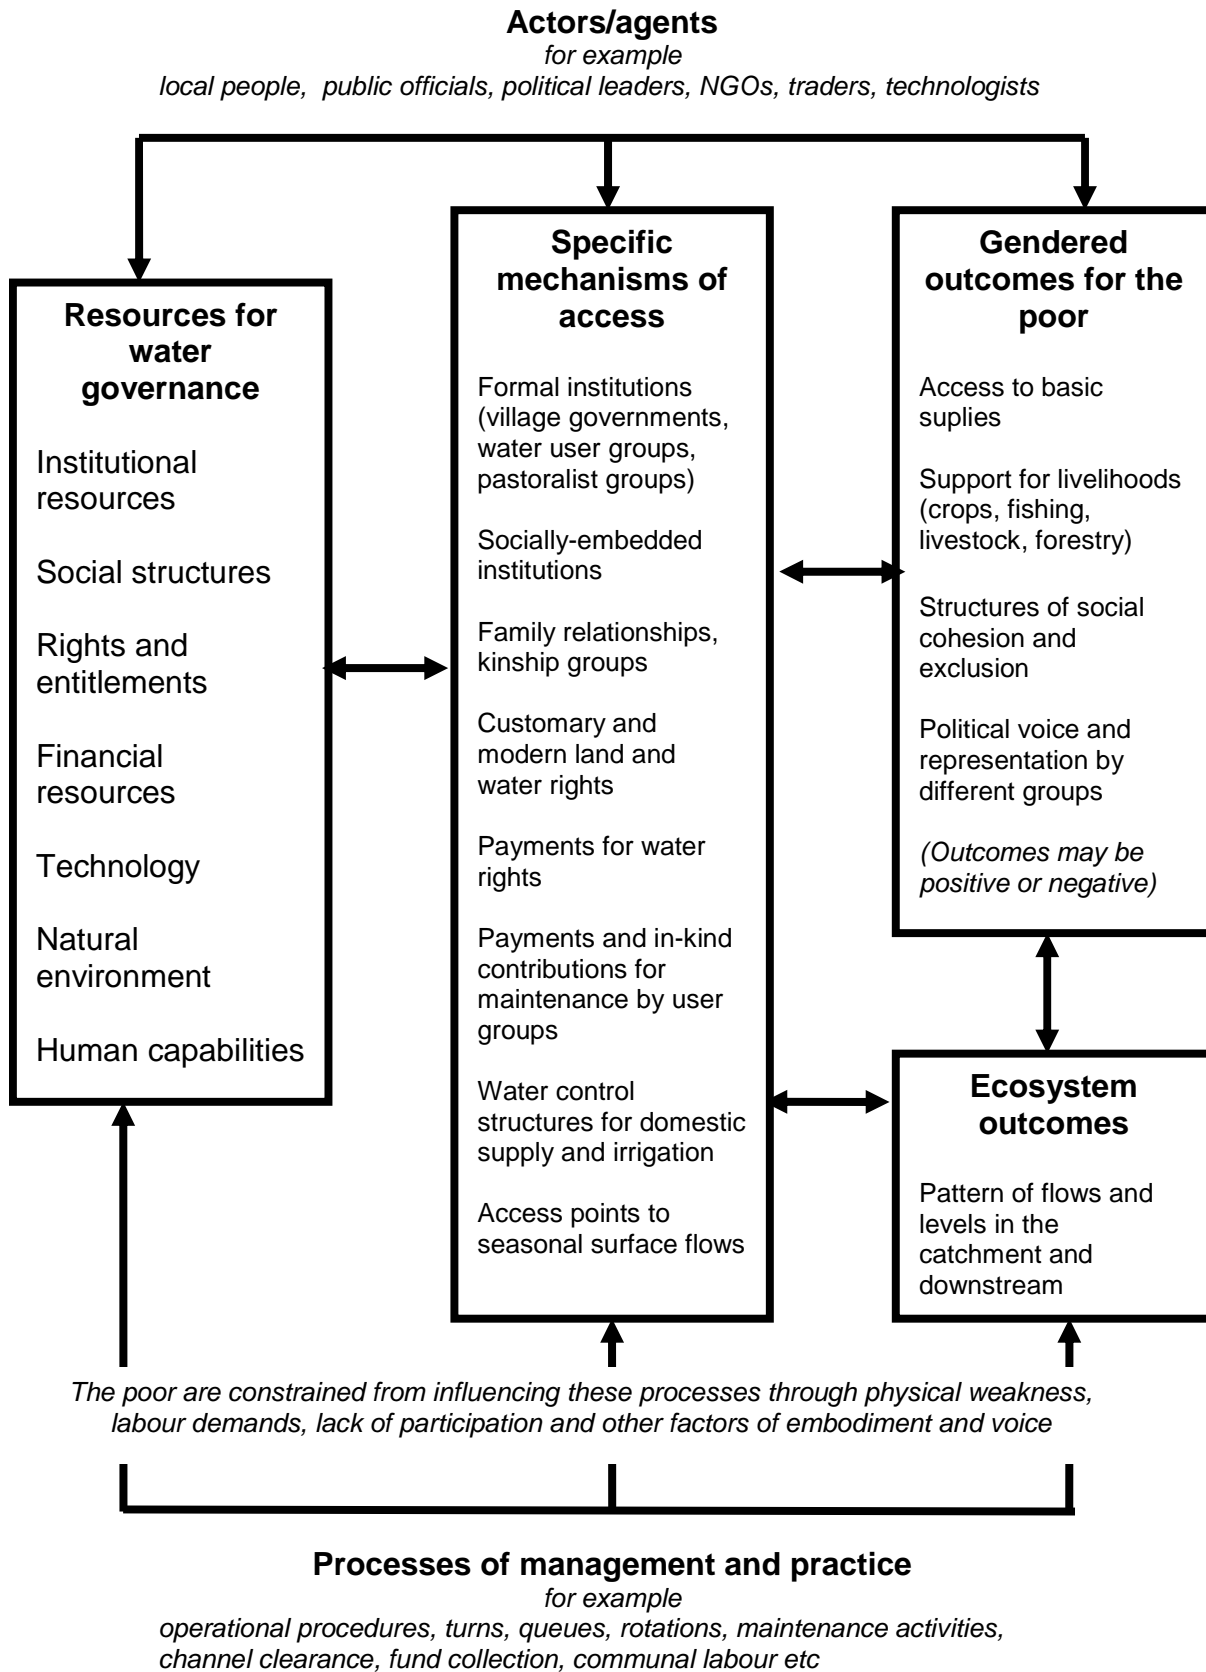 Actors/agents
for example
local people,  public officials, political leaders, NGOs, traders, technologists
Resources for
water
governance
Institutional
resources
Social structures
Rights and
entitlements
Financial
resources
Technology
Natural
environment
Human capabilities
Specific
mechanisms of
access
Formal institutions
(village governments,
water user groups,
pastoralist groups)
Socially-embedded
institutions
Family relationships,
kinship groups
Customary and
modern land and
water rights
Payments for water
rights
Payments and in-kind
contributions for
maintenance by user
groups
Water control
structures for domestic
supply and irrigation
Access points to
seasonal surface flows
Gendered
outcomes for the
poor
Access to basic
suplies
Support for livelihoods
(crops, fishing,
livestock, forestry)
Structures of social
cohesion and
exclusion
Political voice and
representation by
different groups
(Outcomes may be
positive or negative)
Ecosystem
outcomes
Pattern of flows and
levels in the
catchment and
downstream
The poor are constrained from influencing these processes through physical weakness,
labour demands, lack of participation and other factors of embodiment and voice
Processes of management and practice
for example
operational procedures, turns, queues, rotations, maintenance activities,
channel clearance, fund collection, communal labour etc